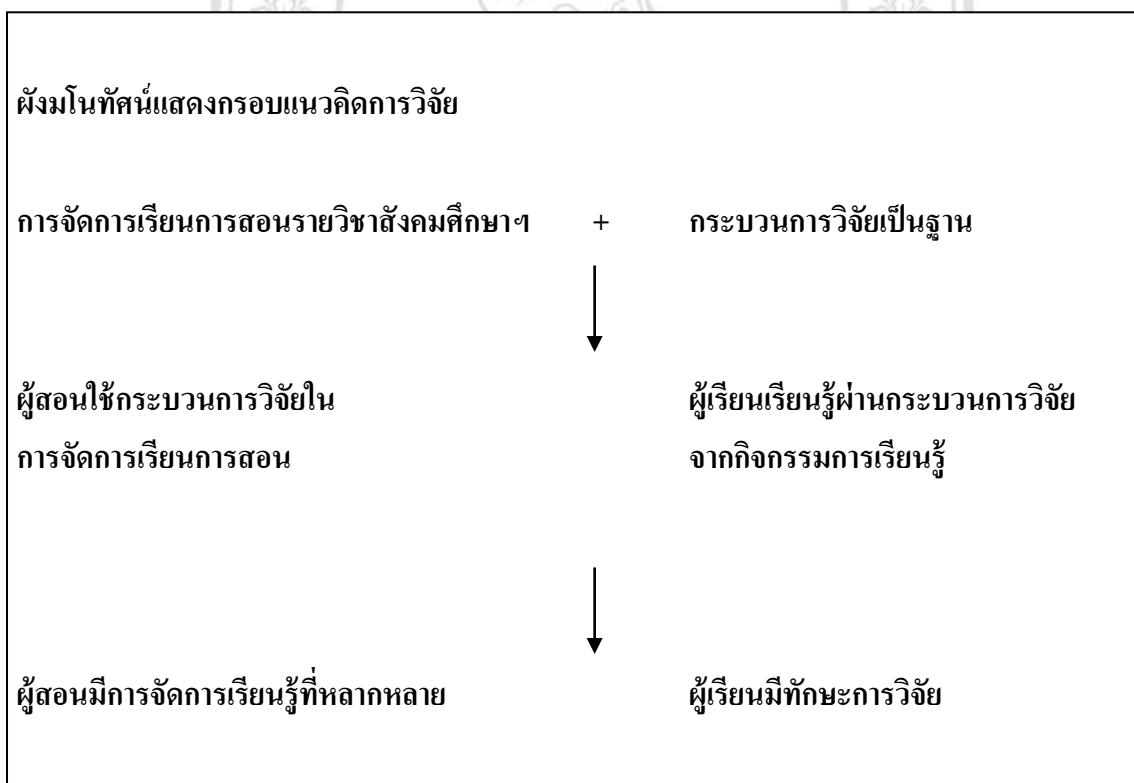 ผังมโนทัศน์แสดงกรอบแนวคิดการวิจัย
การจัดการเรียนการสอนรายวิชาสังคมศึกษาฯ + กระบวนการวิจัยเป็นฐาน
ผู้สอนใช้กระบวนการวิจัยใน ผู้เรียนเรียนรู้ผ่านกระบวนการวิจัย
การจัดการเรียนการสอน จากกิจกรรมการเรียนรู้
ผู้สอนมีการจัดการเรียนรู้ที่หลากหลาย ผู้เรียนมีทักษะการวิจัย